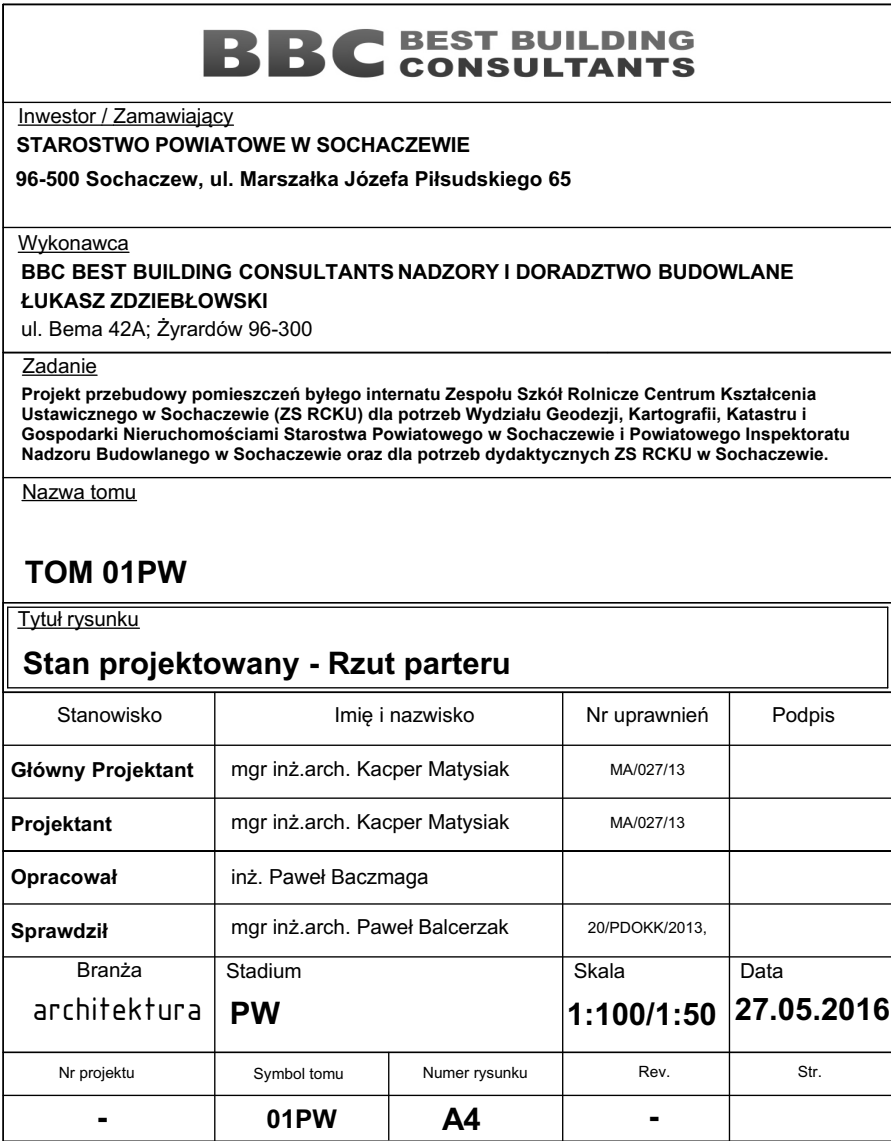 BBC BEST BUILDING
CONSULTANTS
Inwestor / Zamawiający
STAROSTWO POWIATOWE W SOCHACZEWIE
96-500 Sochaczew, ul. Marszałka Józefa Piłsudskiego 65
Wykonawca
BBC BEST BUILDING CONSULTANTS NADZORY I DORADZTWO BUDOWLANE
ŁUKASZ ZDZIEBŁOWSKI
ul. Bema 42A; Żyrardów 96-300
Zadanie
Projekt przebudowy pomieszczeń byłego internatu Zespołu Szkół Rolnicze Centrum Kształcenia
Ustawicznego w Sochaczewie (ZS RCKU) dla potrzeb Wydziału Geodezji, Kartografii, Katastru i
Gospodarki Nieruchomościami Starostwa Powiatowego w Sochaczewie i Powiatowego Inspektoratu
Nadzoru Budowlanego w Sochaczewie oraz dla potrzeb dydaktycznych ZS RCKU w Sochaczewie.
Nazwa tomu
TOM 01PW
Tytuł rysunku
Stan projektowany - Rzut parteru
Stanowisko Imię i nazwisko Nr uprawnień Podpis
Główny Projektant mgr inż.arch. Kacper Matysiak MA/027/13
Projektant mgr inż.arch. Kacper Matysiak MA/027/13
Opracował inż. Paweł Baczmaga
Sprawdził mgr inż.arch. Paweł Balcerzak 20/PDOKK/2013,
Branża Stadium Skala Data
architektura PW 1:100/1:50 27.05.2016
Nr projektu Symbol tomu Numer rysunku Rev. Str.
- 01PW A4 -